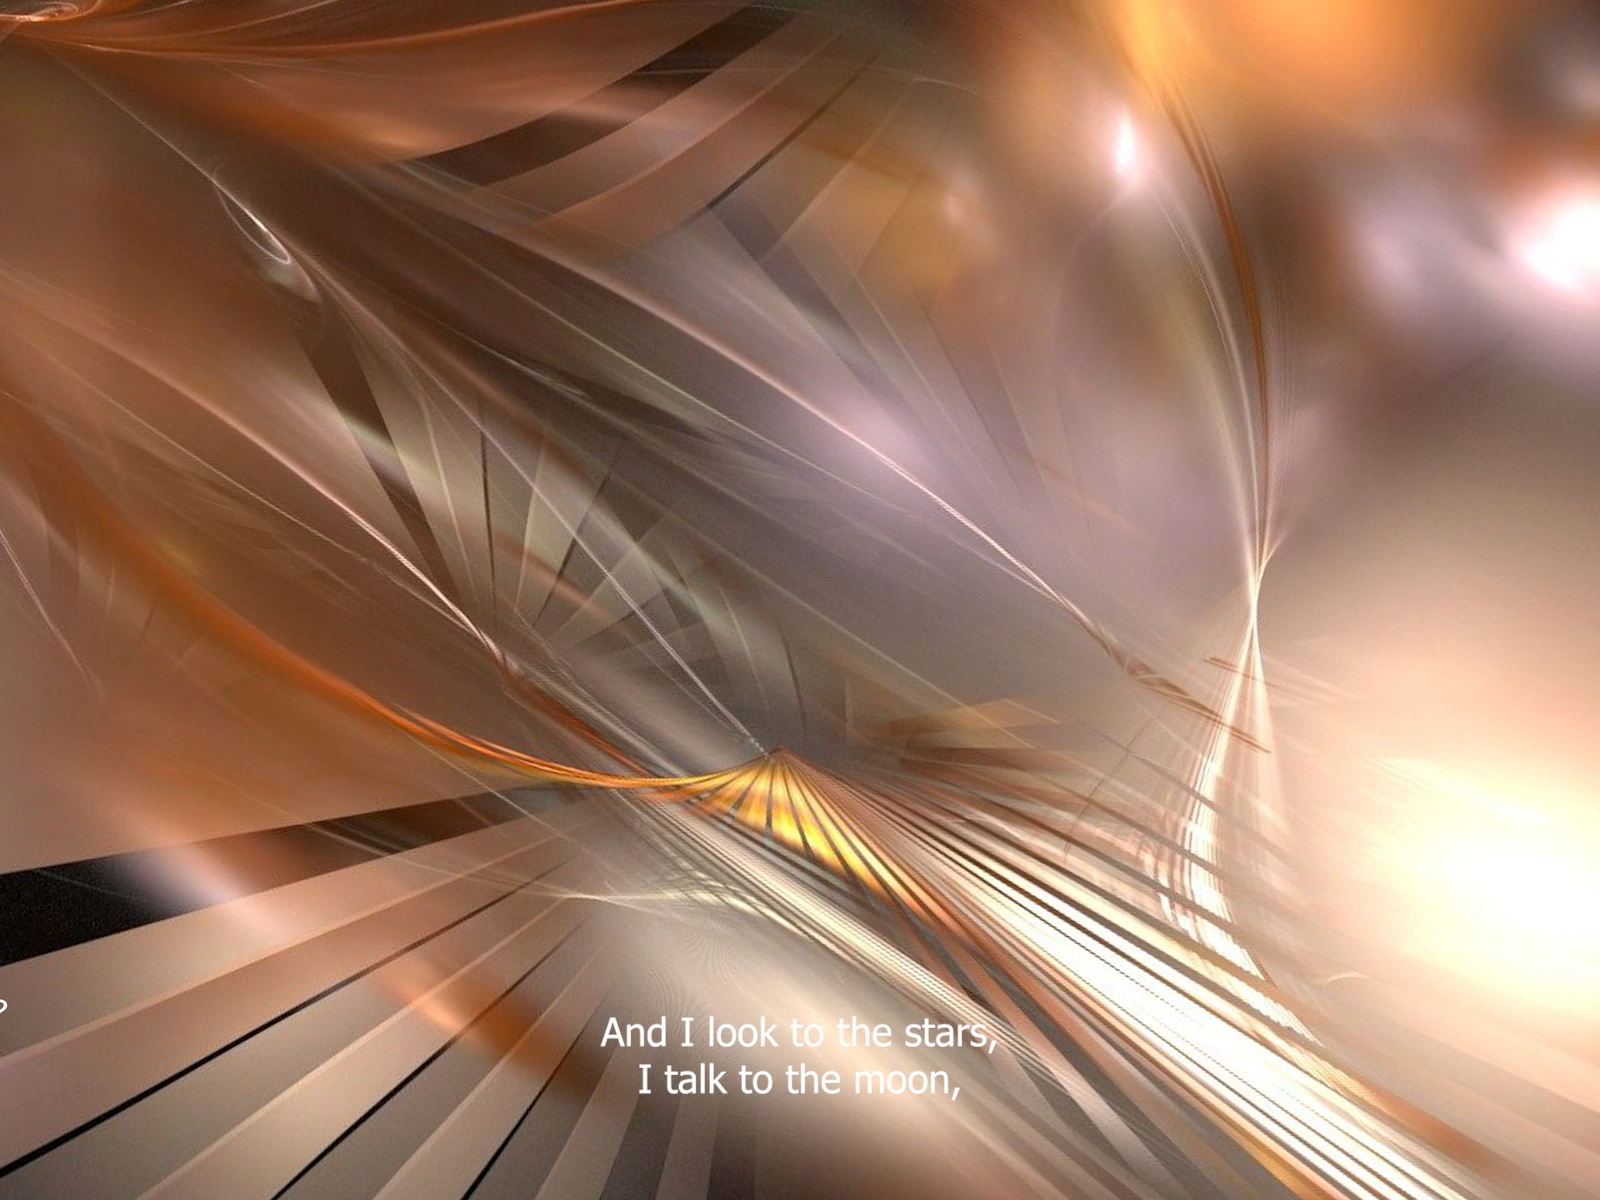 And I look to the stars,
I talk to the moon,